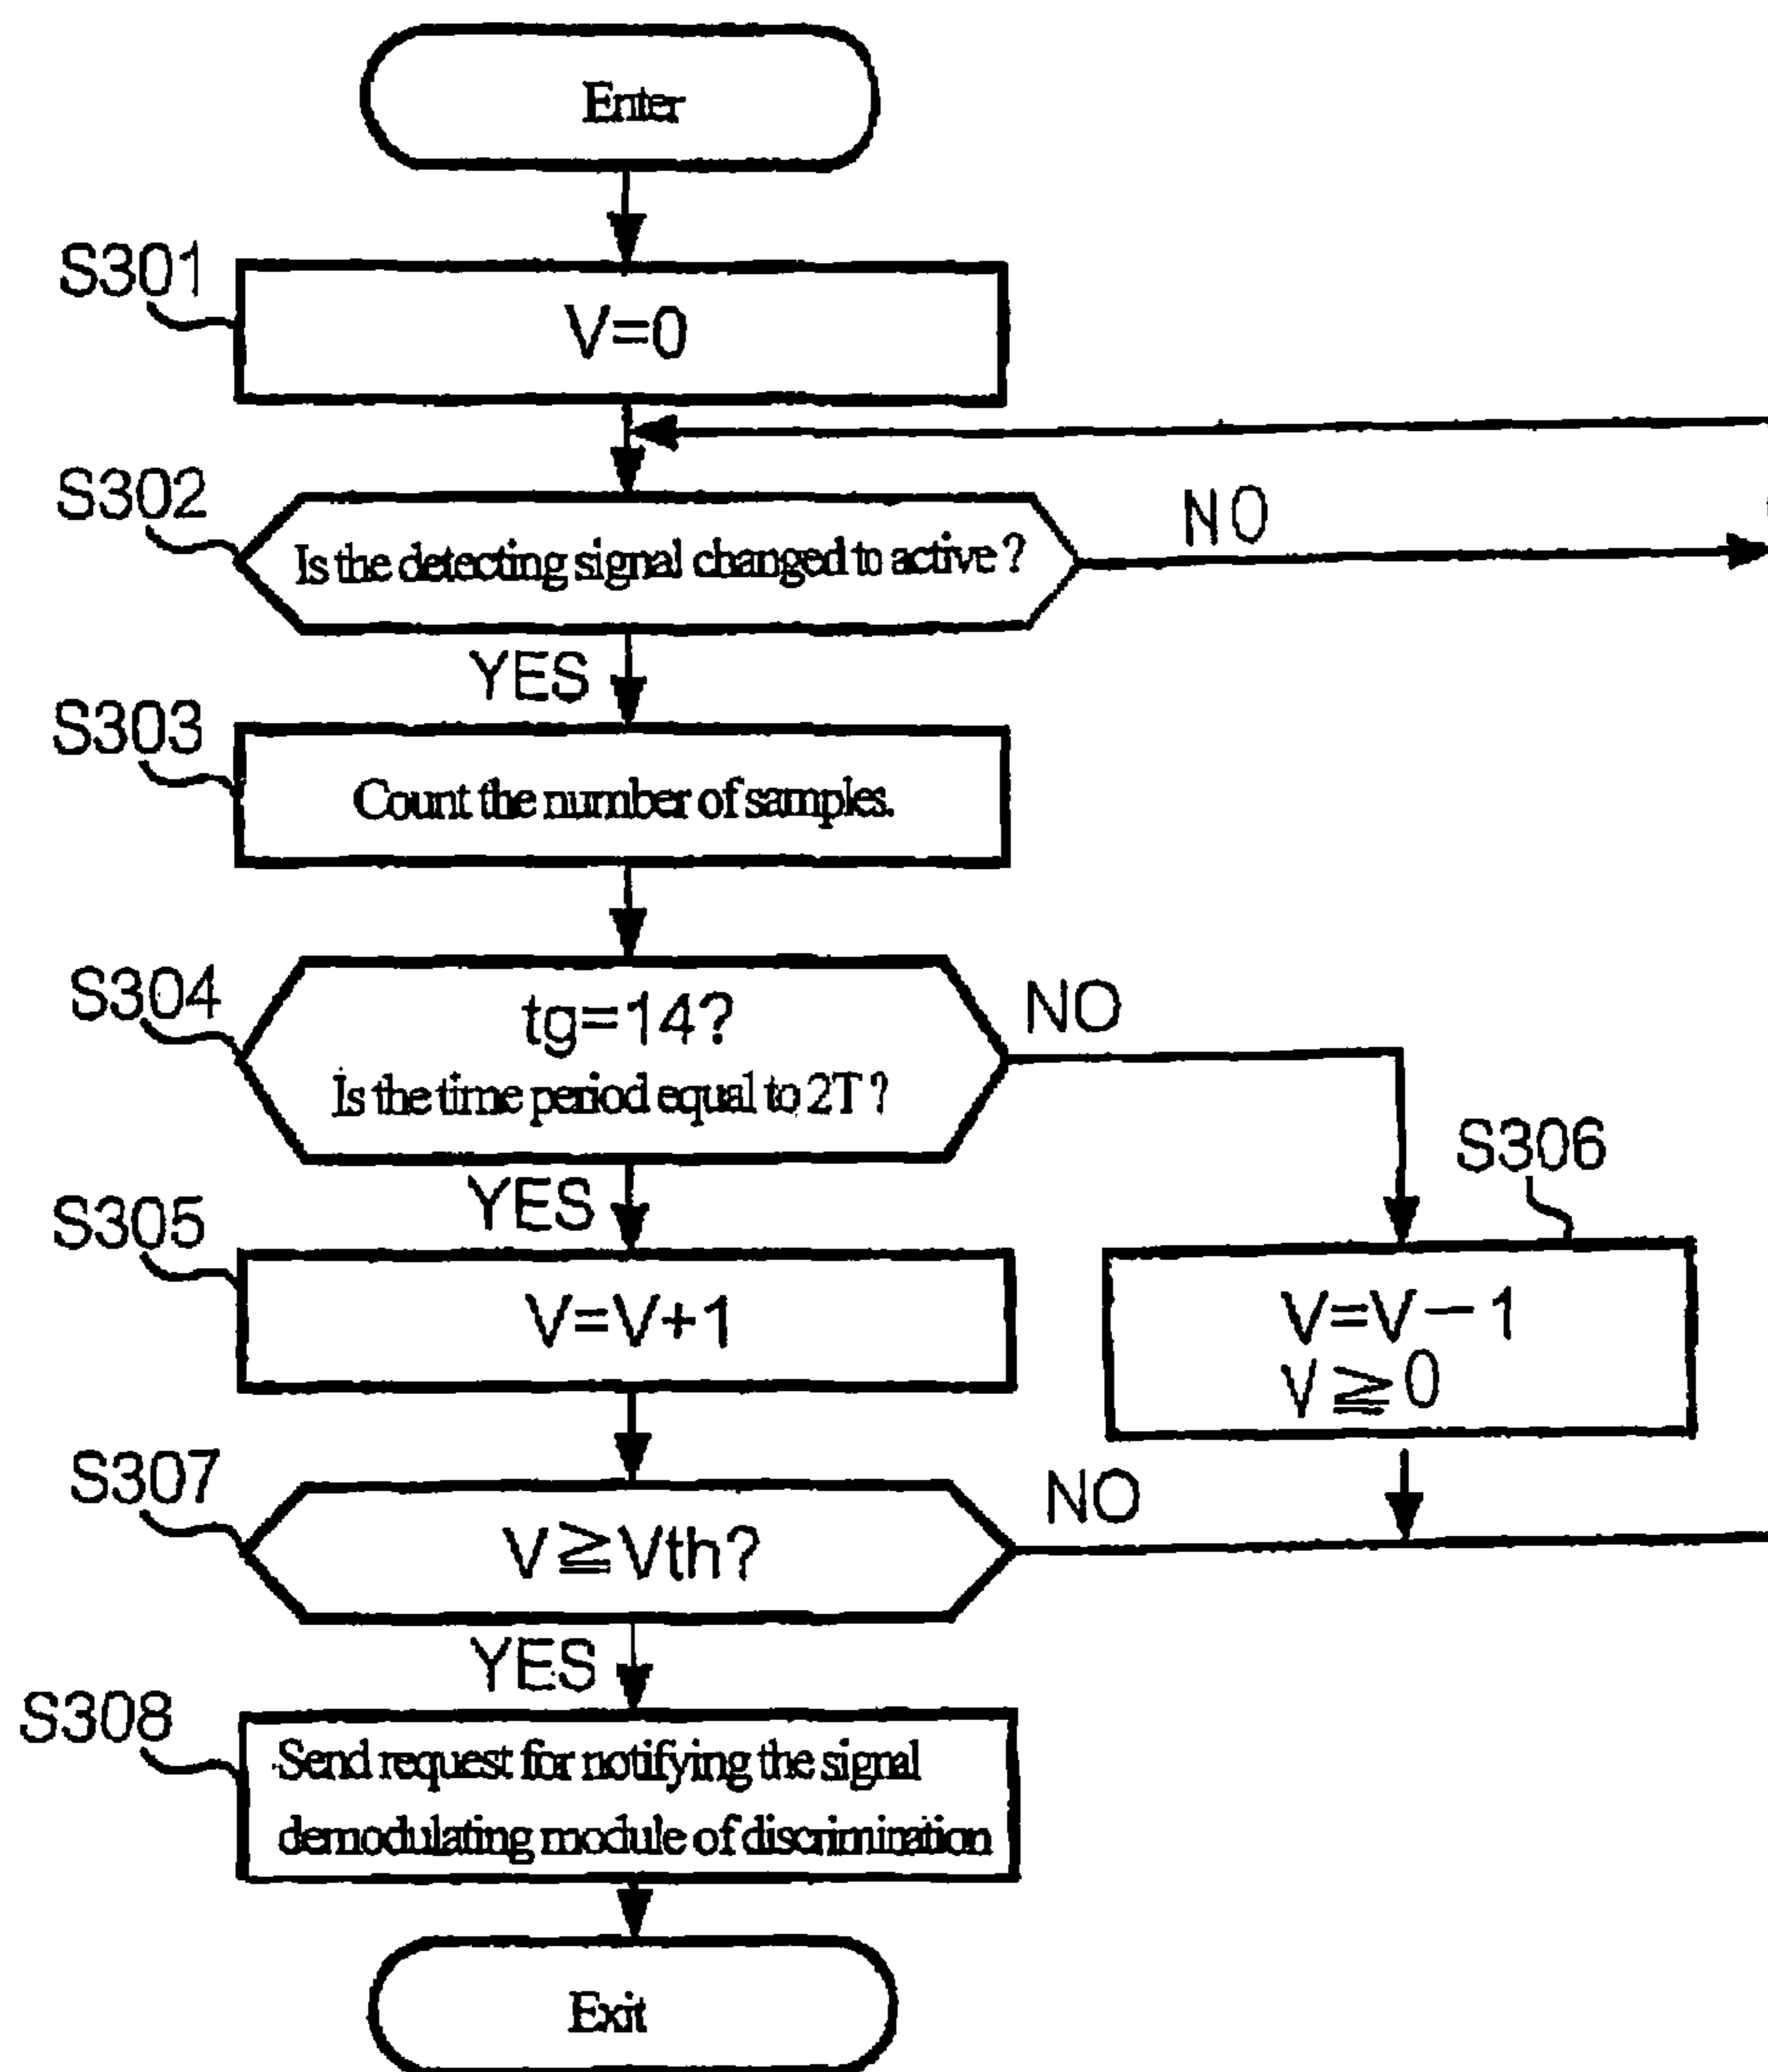 Enter
S301
V=0
S302
Is the detecting signal changed to active ?
NO
YES
S303
Count the number of samples.
S304
tg=14?
Is the time period equal to 2T ?
NO
YES
S305
V=V+1
S306
V=V−1
V≧0
S307
V≧Vth?
NO
YES
S308
Send request for notifying the signal
demodulating module of discrimination
Exit